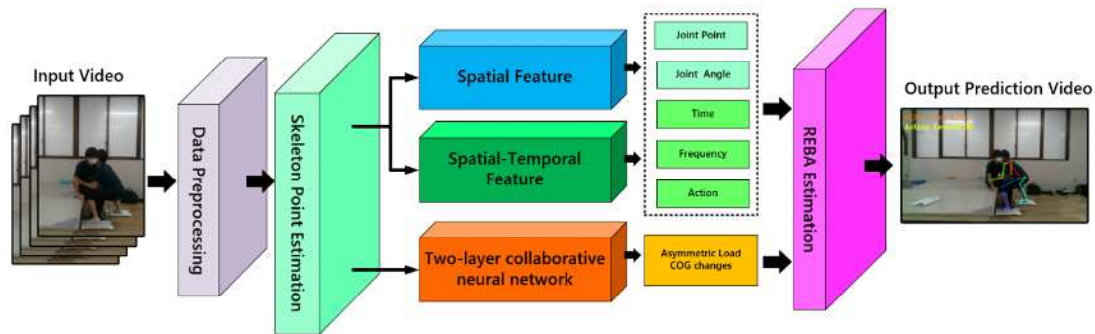 Input Video
Data Preprocessing
Skeleton Point Estimation
Spatial Feature
Spatial-Temporal
Feature
Two-layer collaborative
neural network
Joint Point
Joint Angle
Time
Frequency
Action
Asymmetric Load
COG changes
REBA Estimation
Output Prediction Video